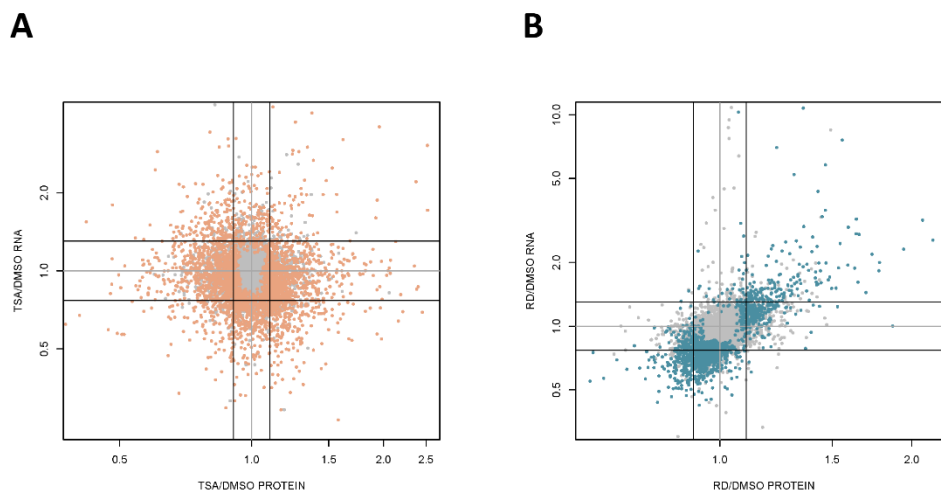 A
B
TSA/DMSO RNA
2.0
1.0
0.5
0.5
1.0
1.5
2.0
2.5
TSA/DMSO PROTEIN
RD/DMSO RNA
10.0
5.0
2.0
1.0
0.5
1.0
1.5
2.0
RD/DMSO PROTEIN